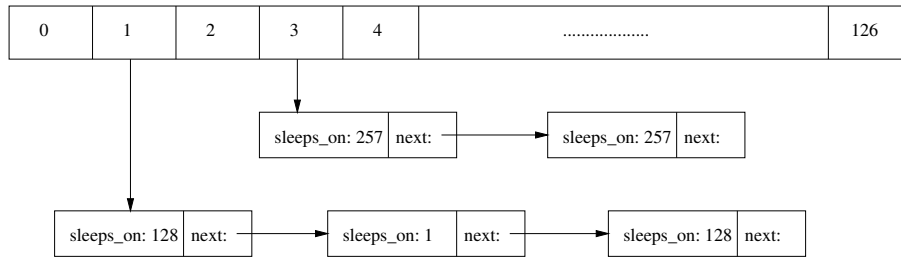 0 1 2 3 4 ................... 126
sleeps_on: 257 next: sleeps_on: 257 next:
sleeps_on: 128 next: sleeps_on: 1 next: sleeps_on: 128 next: